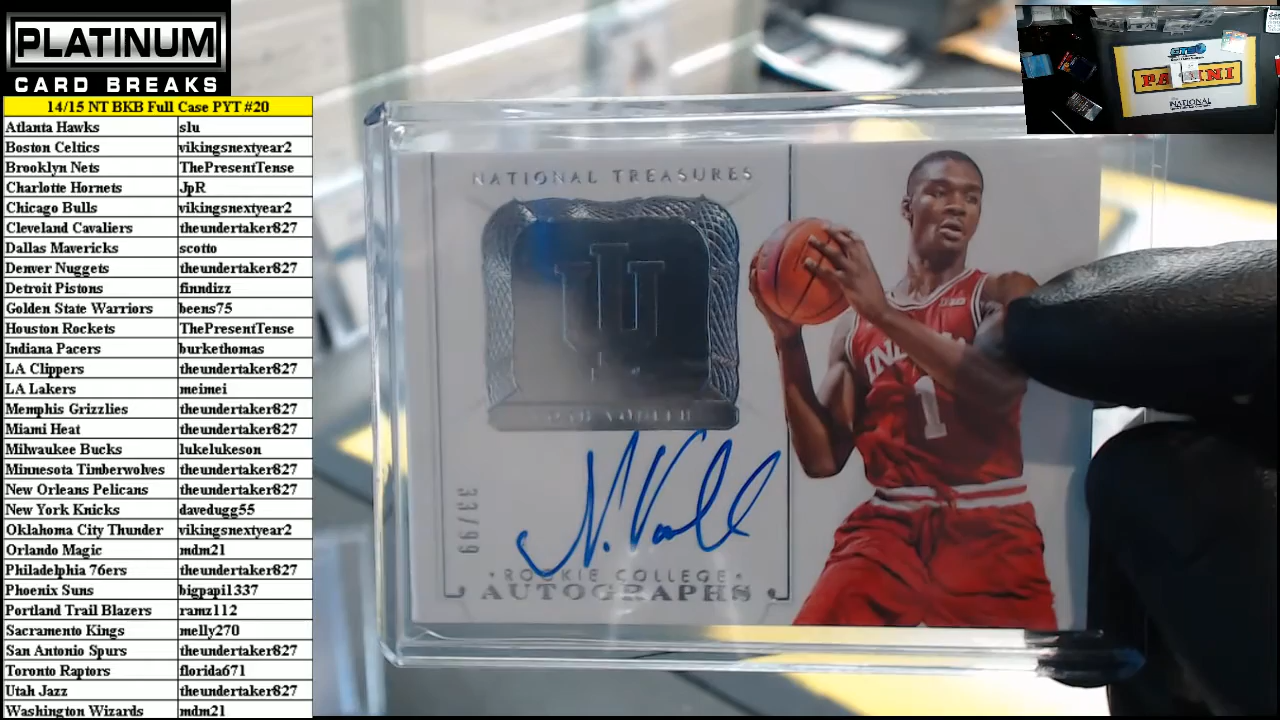 PLATINUM
CARD BREAKS
14/15 NT BKB Full Case PYT #20
Atlanta Hawks slu
Boston Celtics vikingsnextyear2
Brooklyn Nets ThePresentTense
Charlotte Hornets JpR
Chicago Bulls vikingsnextyear2
Cleveland Cavaliers theundertaker827
Dallas Mavericks scotto
Denver Nuggets theundertaker827
Detroit Pistons finndizz
Golden State Warriors beens75
Houston Rockets ThePresentTense
Indiana Pacers burkethomas
LA Clippers theundertaker827
LA Lakers meimei
Memphis Grizzlies theundertaker827
Miami Heat theundertaker827
Milwaukee Bucks lukelukeson
Minnesota Timberwolves theundertaker827
New Orleans Pelicans theundertaker827
New York Knicks davedugg55
Oklahoma City Thunder vikingsnextyear2
Orlando Magic mdm21
Philadelphia 76ers theundertaker827
Phoenix Suns bigpapi1337
Portland Trail Blazers ramz112
Sacramento Kings melly270
San Antonio Spurs theundertaker827
Toronto Raptors florida671
Utah Jazz theundertaker827
Washington Wizards mdm21
NATIONAL TREASURES
IU
33/99
ROOKIE COLLEGE
AUTOGRAPHS
1
PANINI
NATIONAL